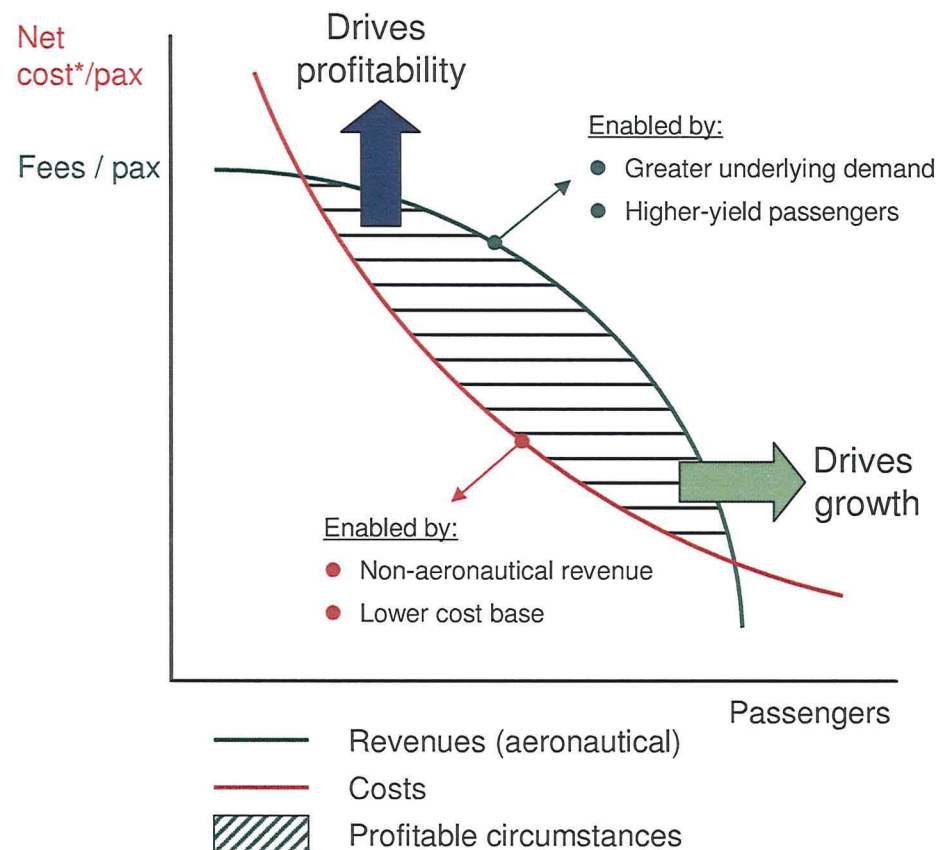 Net
cost*/pax
Fees / pax
Drives
profitability
Enabled by:
Greater underlying demand
Higher-yield passengers
Drives
growth
Enabled by:
Non-aeronautical revenue
Lower cost base
Passengers
Revenues (aeronautical)
Costs
Profitable circumstances